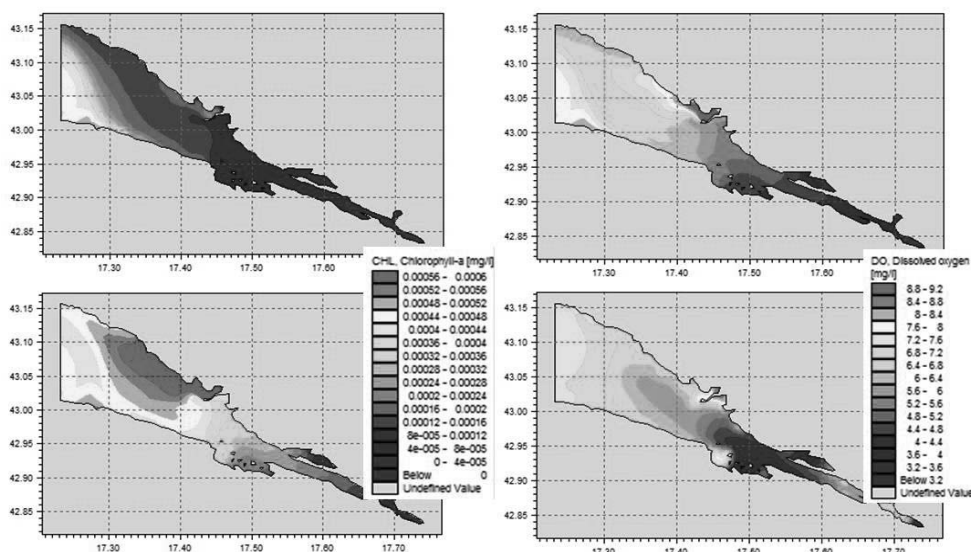 43.15
43.10
43.05
43.00
42.95
42.90
42.85
17.30 17.40 17.50 17.60
43.15
43.10
43.05
43.00
42.95
42.90
42.85
17.30 17.40 17.50 17.60
43.15
43.10
43.05
43.00
42.95
42.90
42.85
17.30 17.40 17.50 17.60 17.70
CHL, Chlorophyll-a [mg/l]
0.00056 - 0.0006
0.00052 - 0.00056
0.00048 - 0.00052
0.00044 - 0.00048
0.0004 - 0.00044
0.00036 - 0.0004
0.00032 - 0.00036
0.00028 - 0.00032
0.00024 - 0.00028
0.0002 - 0.00024
0.00016 - 0.0002
0.00012 - 0.00016
8e-005 - 0.00012
4e-005 - 8e-005
0 - 4e-005
Below 0
Undefined Value
43.15
43.10
43.05
43.00
42.95
42.90
42.85
17.30 17.40 17.50 17.60 17.70
DO, Dissolved oxygen
[mg/l]
8.8 - 9.2
8.4 - 8.8
8 - 8.4
7.6 - 8
7.2 - 7.6
6.8 - 7.2
6.4 - 6.8
6 - 6.4
5.6 - 6
5.2 - 5.6
4.8 - 5.2
4.4 - 4.8
4 - 4.4
3.6 - 4
3.2 - 3.6
Below 3.2
Undefined Value